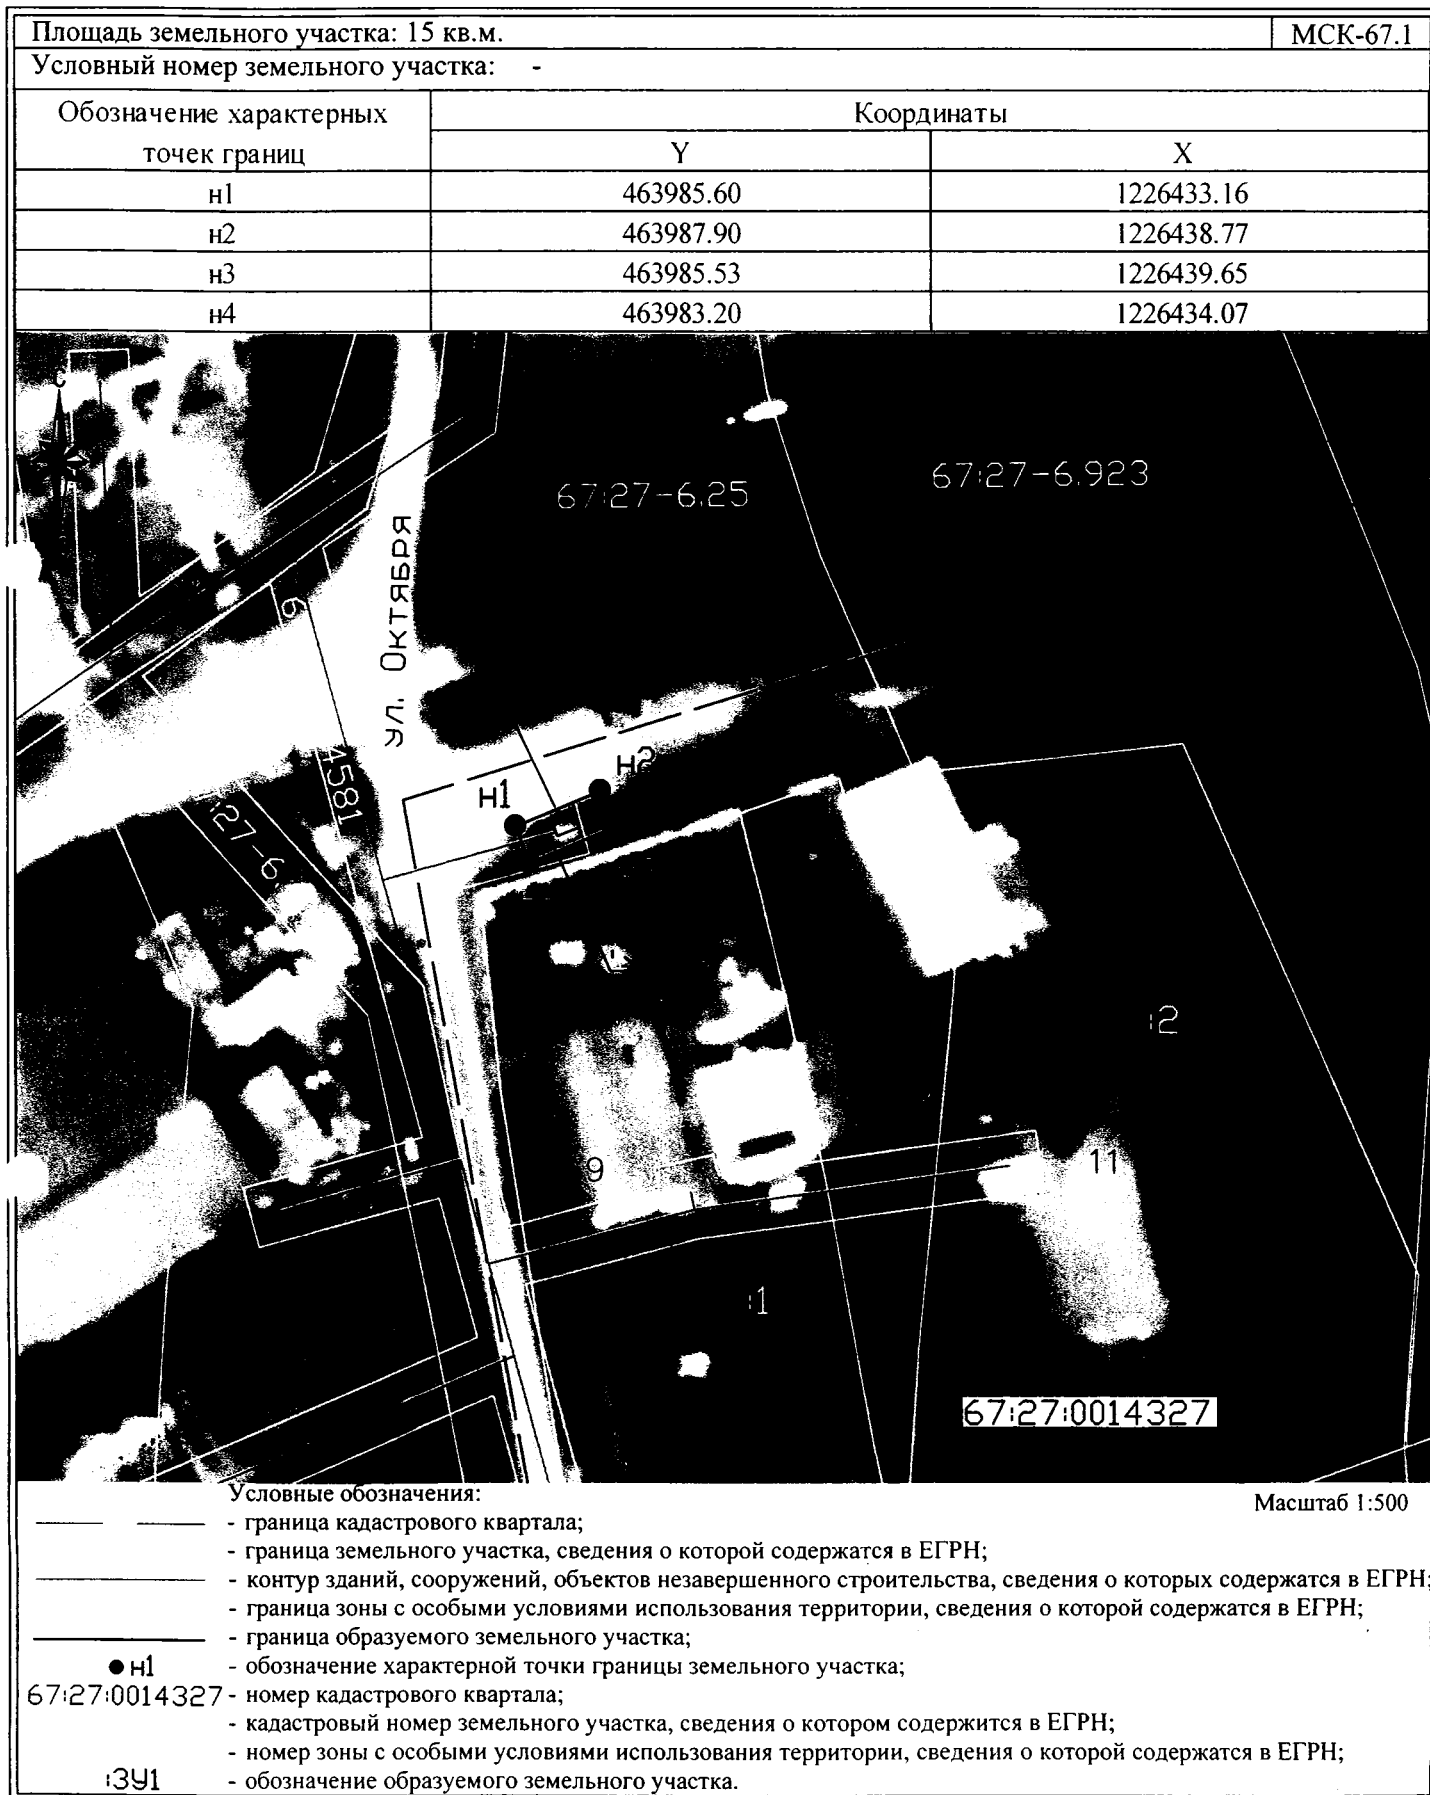 Площадь земельного участка: 15 кв.м. МСК-67.1
Условный номер земельного участка: -
Обозначение характерных точек границ Координаты
Y X
н1 463985.60 1226433.16
н2 463987.90 1226438.77
н3 463985.53 1226439.65
н4 463983.20 1226434.07
С
67:27-6.25
67:27-6.923
ул. Октября
6
4581
:27-6.
н1
н2
:2
9
11
:1
67:27:0014327
Условные обозначения:
Масштаб 1:500
- граница кадастрового квартала;
- граница земельного участка, сведения о которой содержатся в ЕГРН;
- контур зданий, сооружений, объектов незавершенного строительства, сведения о которых содержатся в ЕГРН;
- граница зоны с особыми условиями использования территории, сведения о которой содержатся в ЕГРН;
- граница образуемого земельного участка;
н1 - обозначение характерной точки границы земельного участка;
67:27:0014327 - номер кадастрового квартала;
- кадастровый номер земельного участка, сведения о котором содержится в ЕГРН;
- номер зоны с особыми условиями использования территории, сведения о которой содержатся в ЕГРН;
:ЗУ1 - обозначение образуемого земельного участка.